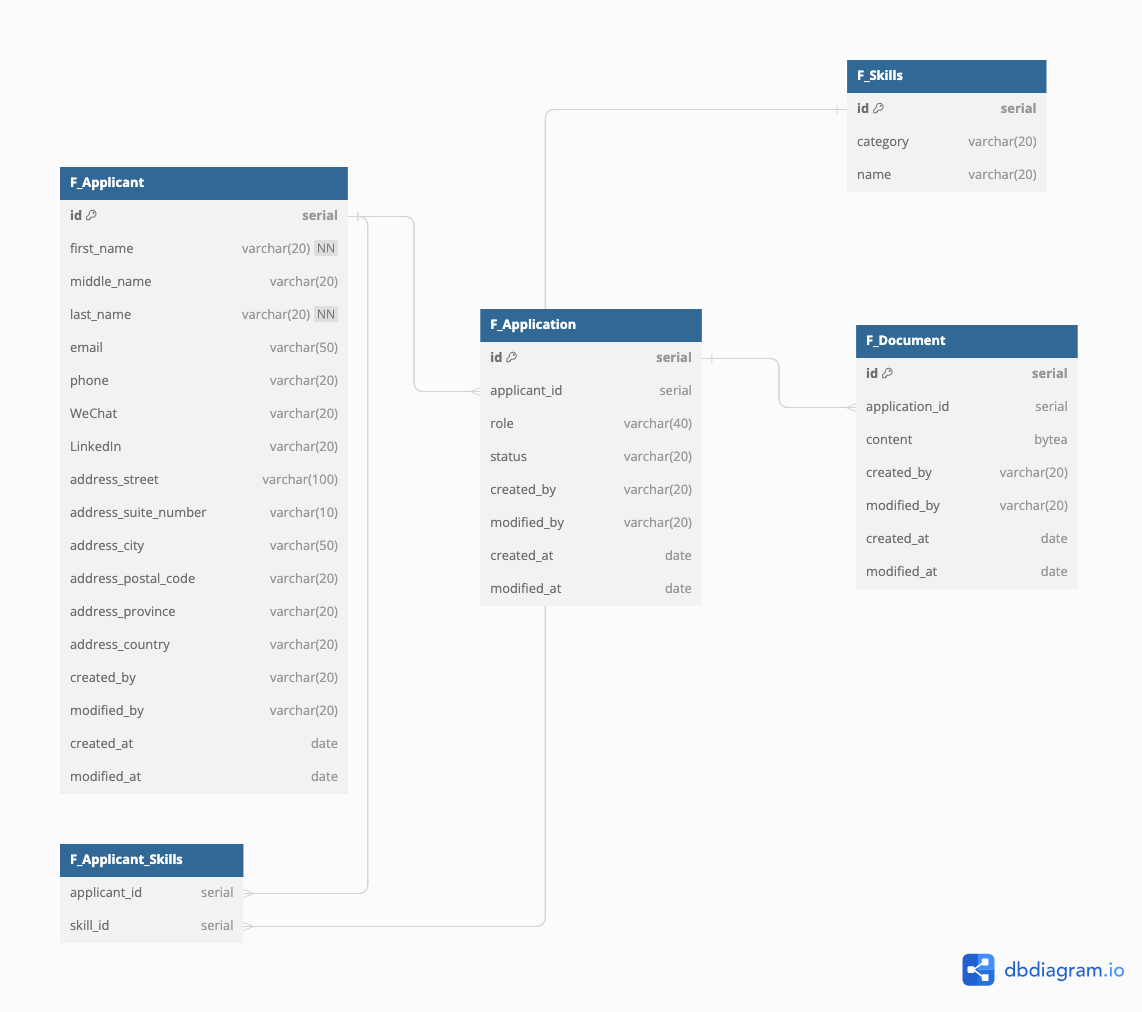 F_Skills
id serial
category varchar(20)
name varchar(20)
F_Applicant
id serial
first_name varchar(20) NN
middle_name varchar(20)
last_name varchar(20) NN
email varchar(50)
phone varchar(20)
WeChat varchar(20)
LinkedIn varchar(20)
address_street varchar(100)
address_suite_number varchar(10)
address_city varchar(50)
address_postal_code varchar(20)
address_province varchar(20)
address_country varchar(20)
created_by varchar(20)
modified_by varchar(20)
created_at date
modified_at date
F_Application
id serial
applicant_id serial
role varchar(40)
status varchar(20)
created_by varchar(20)
modified_by varchar(20)
created_at date
modified_at date
F_Document
id serial
application_id serial
content bytea
created_by varchar(20)
modified_by varchar(20)
created_at date
modified_at date
F_Applicant_Skills
applicant_id serial
skill_id serial
dbdiagram.io